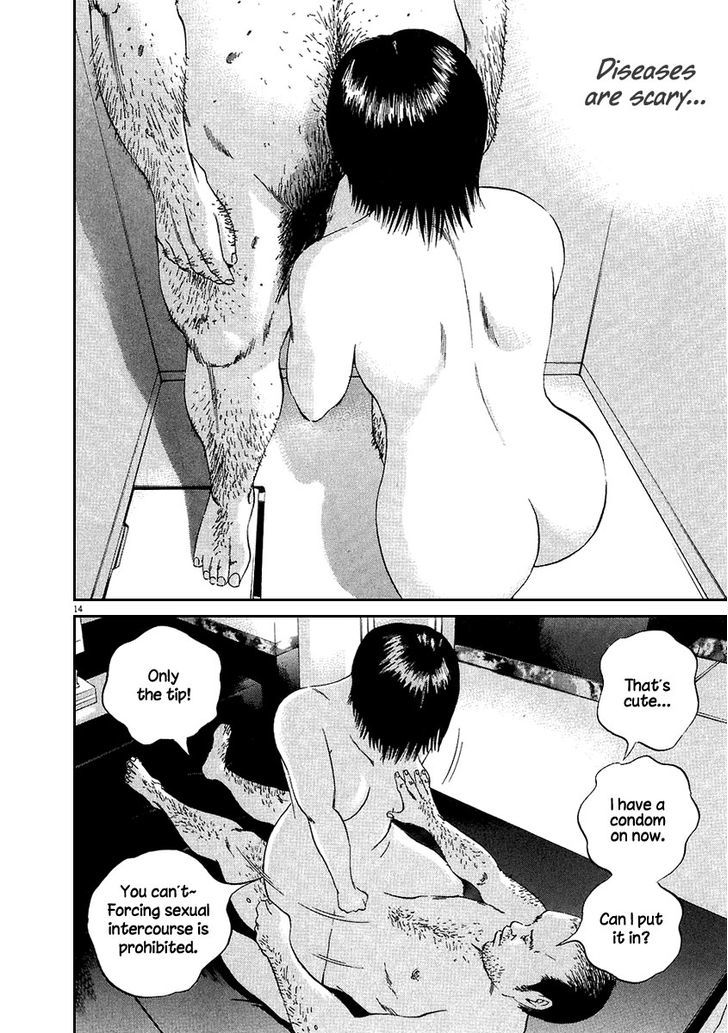 Diseases
are scary...
14
That's
cute...
I have a
condom
on now.
Can I put
it in?
Only
the tip!
You can't~
Forcing sexual
intercourse is
prohibited.